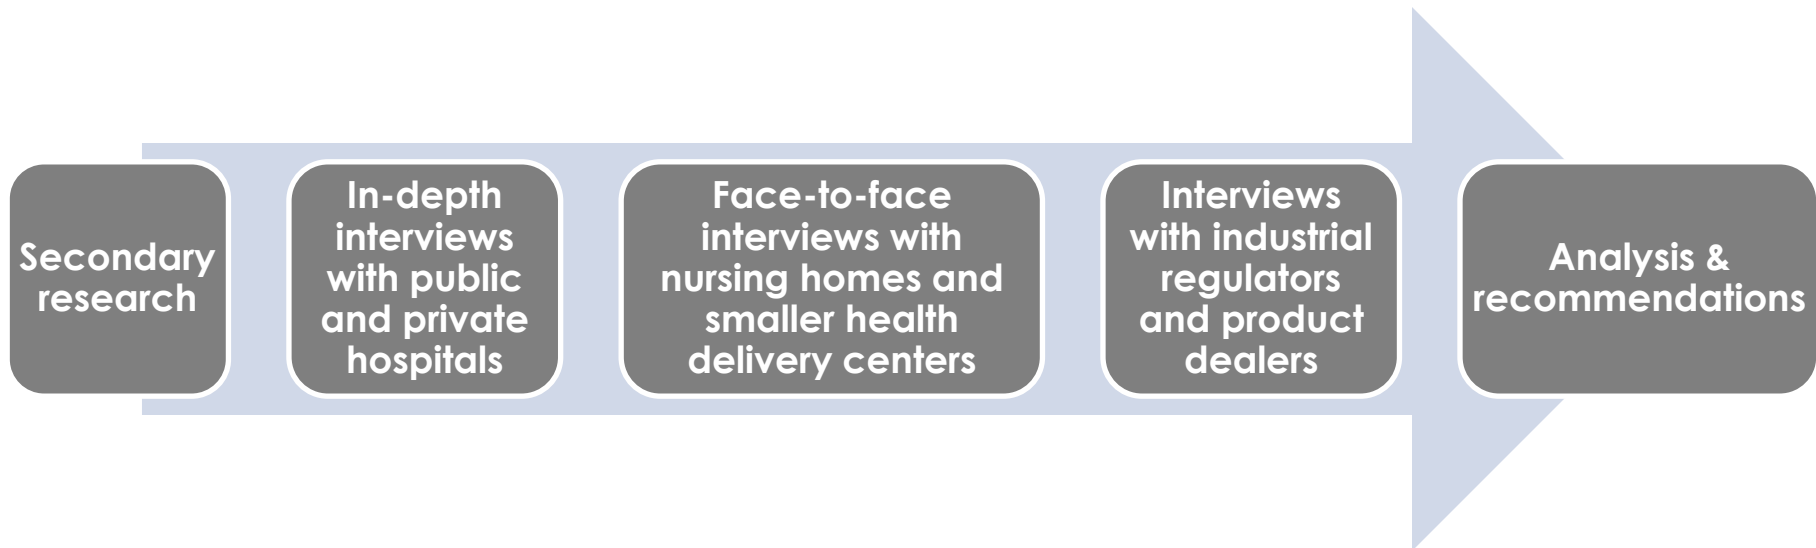 Secondary
research
In-depth
interviews
with public
and private
hospitals
Face-to-face
interviews with
nursing homes and
smaller health
delivery centers
Interviews
with industrial
regulators
and product
dealers
Analysis &
recommendations